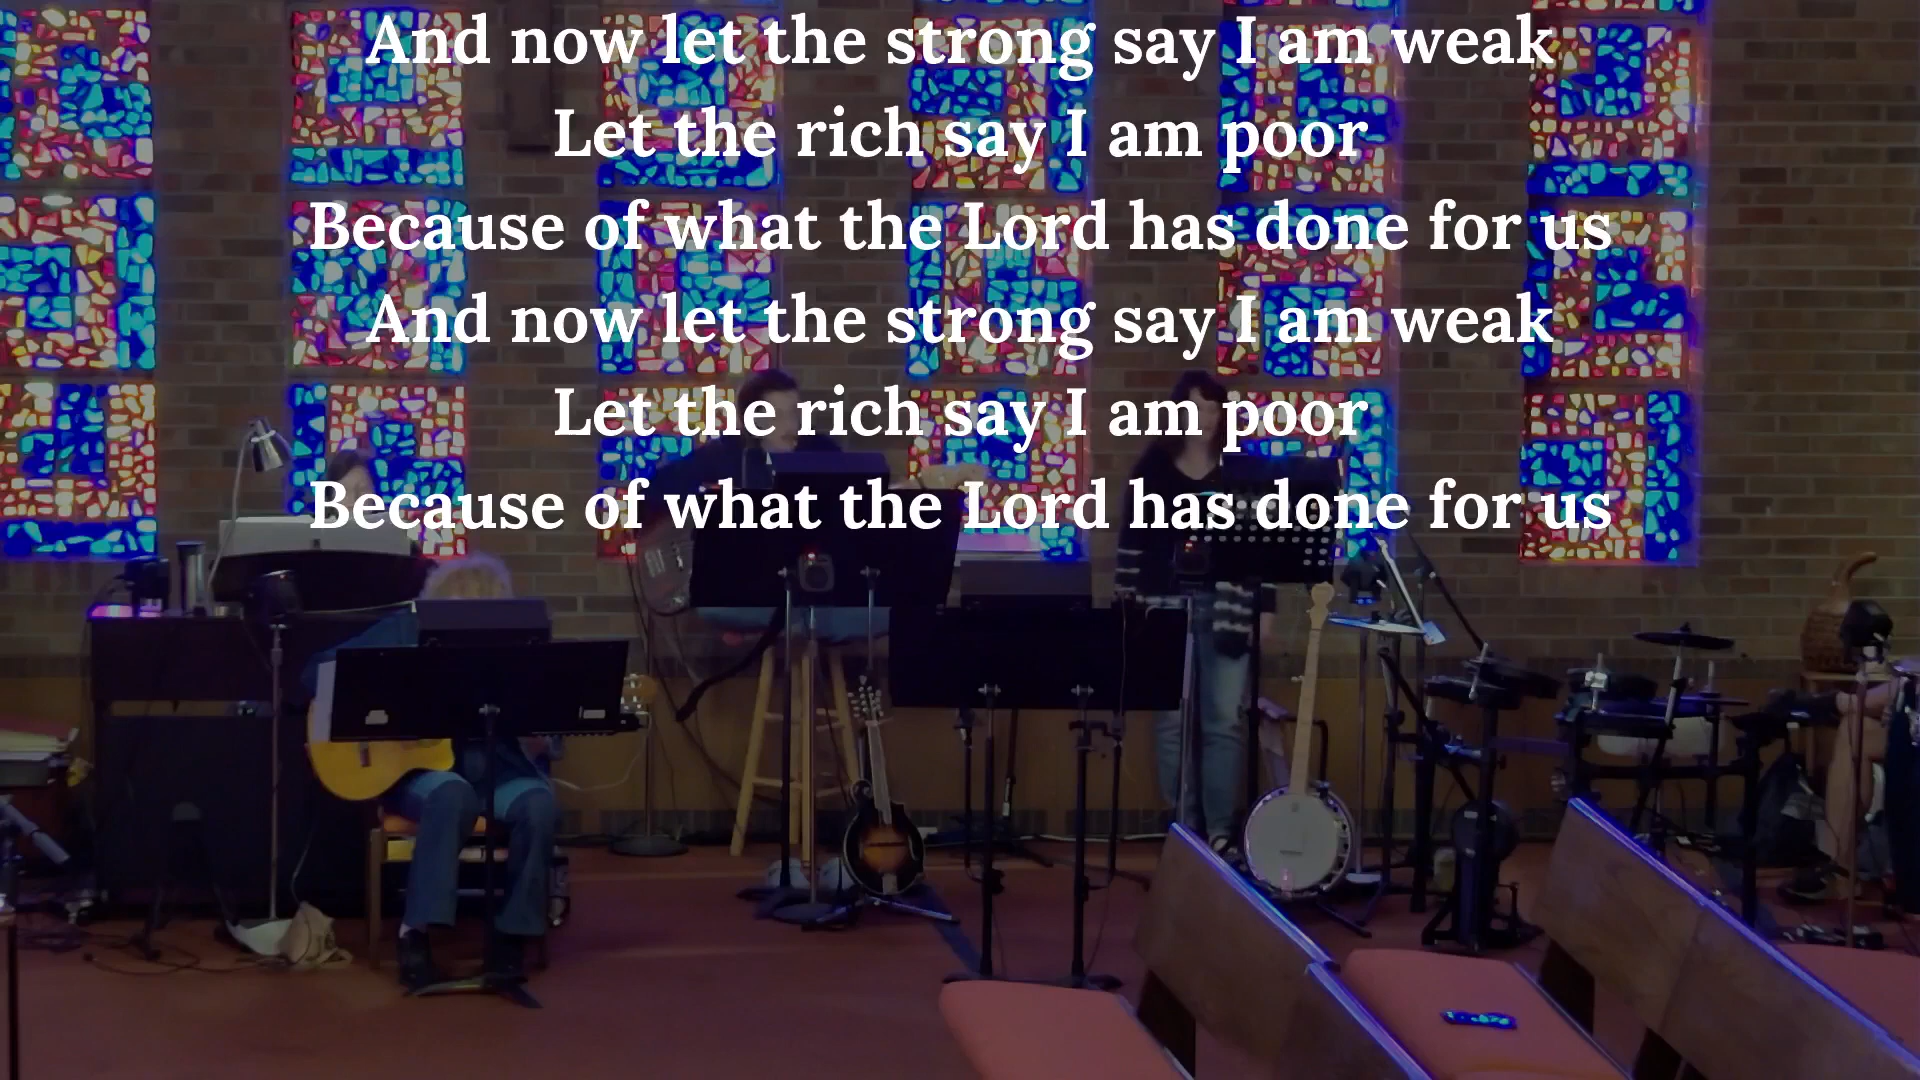 And now let the strong say I am weak
Let the rich say I am poor
Because of what the Lord has done for us
And now let the strong say I am weak
Let the rich say I am poor
Because of what the Lord has done for us